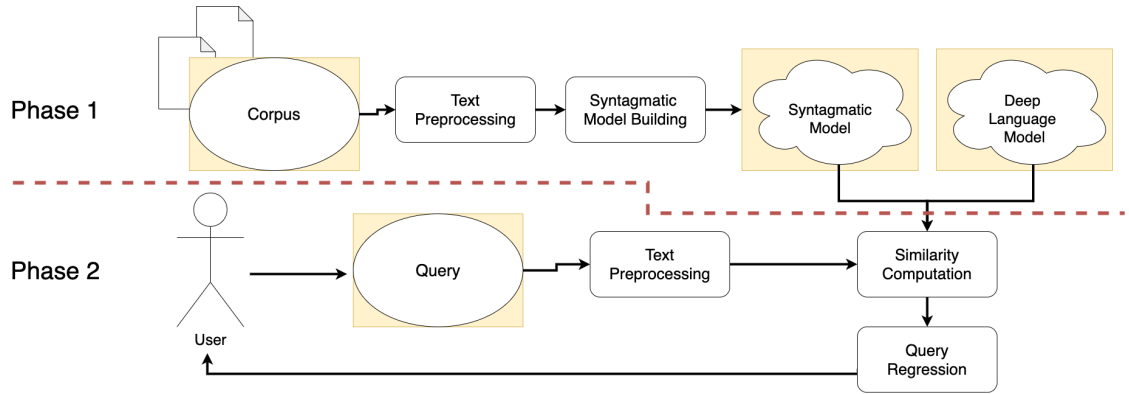 Phase 1
Corpus
Text
Preprocessing
Syntagmatic
Model Building
Syntagmatic
Model
Deep
Language
Model
Phase 2
User
Query
Text
Preprocessing
Similarity
Computation
Query
Regression